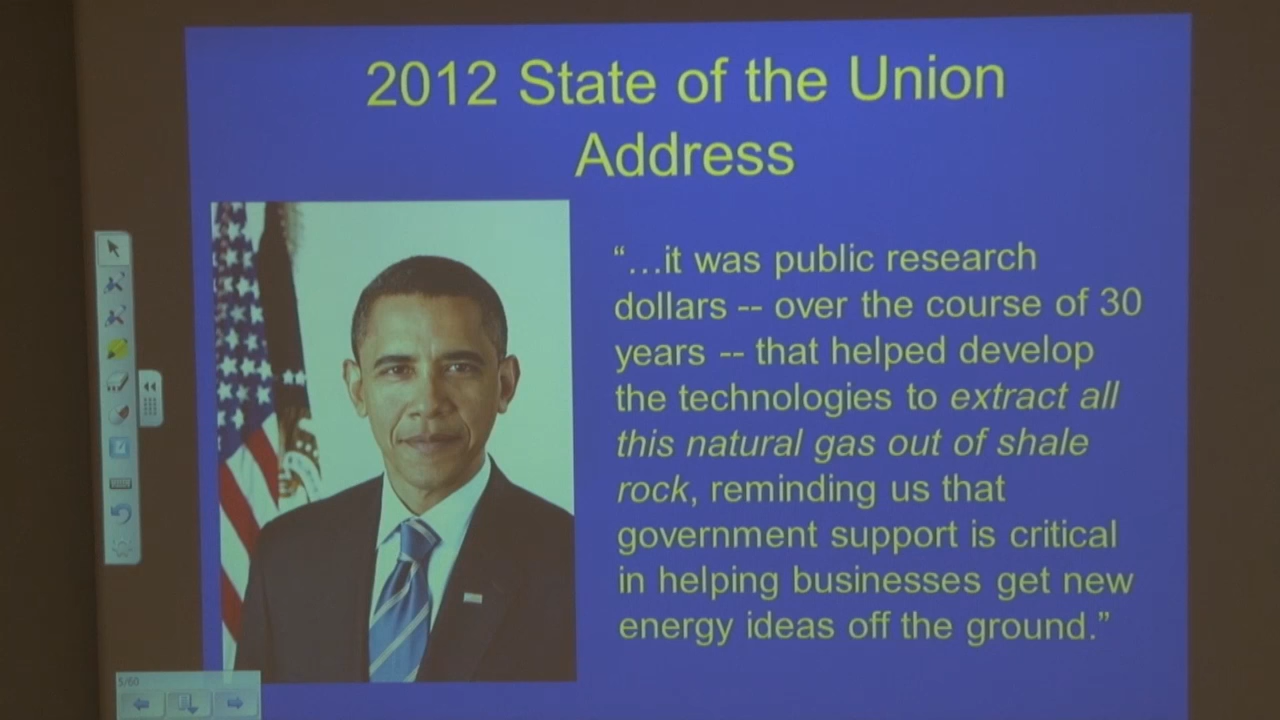 2012 State of the Union
Address
“...it was public research
dollars -- over the course of 30
years -- that helped develop
the technologies to extract all
this natural gas out of shale
rock, reminding us that
government support is critical
in helping businesses get new
energy ideas off the ground.”
5/60